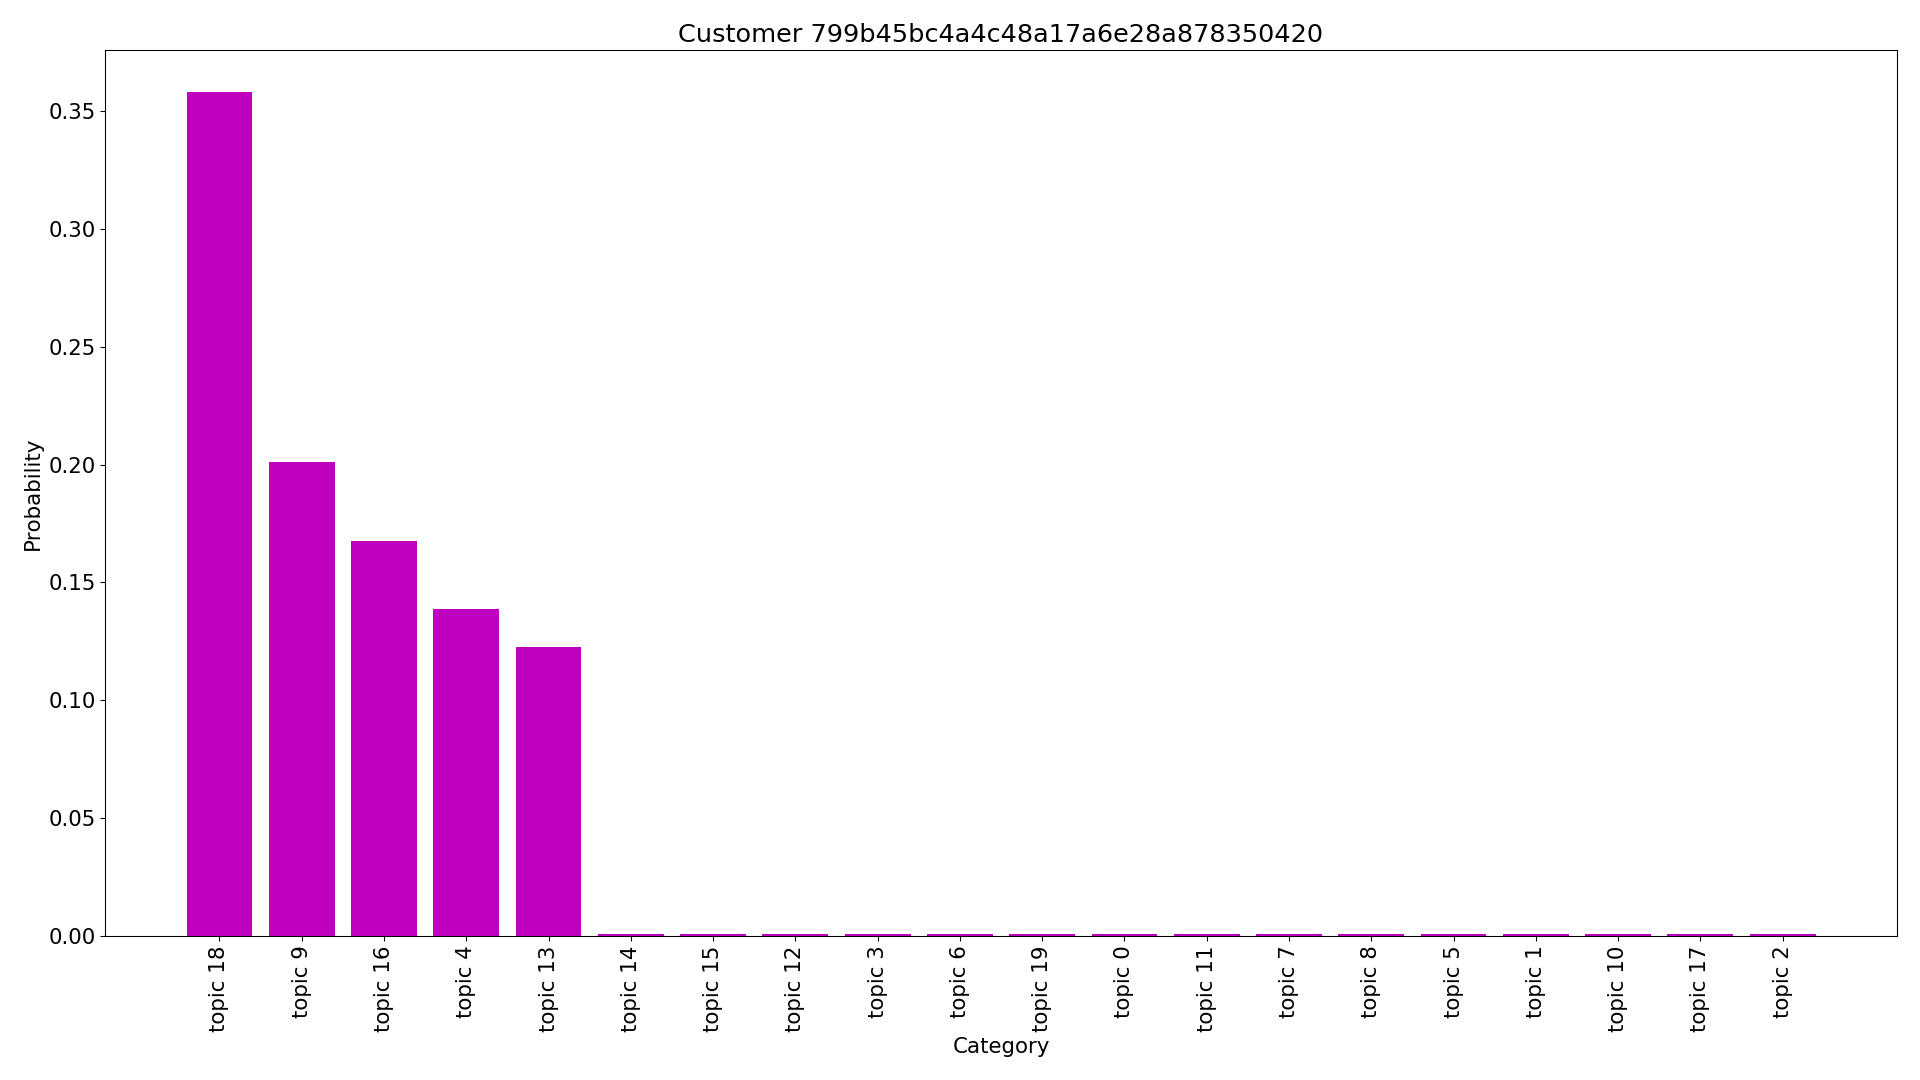 Customer 799b45bc4a4c48a17a6e28a878350420
Probability
0.35
0.30
0.25
0.20
0.15
0.10
0.05
0.00
topic 18
topic 9
topic 16
topic 4
topic 13
topic 14
topic 15
topic 12
topic 3
topic 6
topic 19
topic 0
topic 11
topic 7
topic 8
topic 5
topic 1
topic 10
topic 17
topic 2
Category